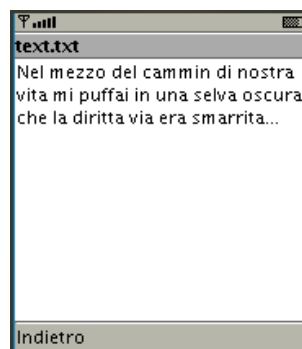 text.txt
Nel mezzo del cammin di nostra
vita mi puffai in una selva oscura
che la diritta via era smarrita...
Indietro